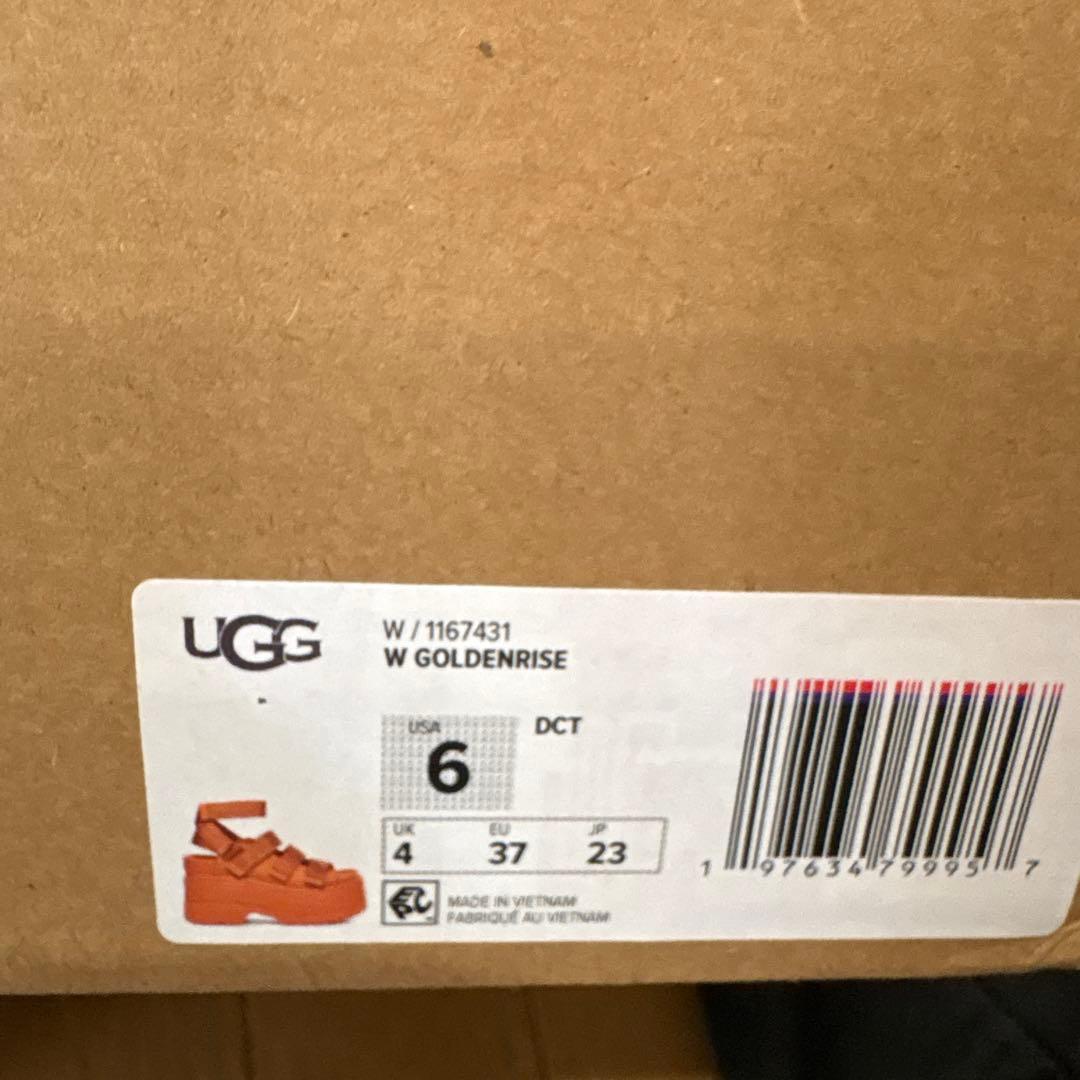 UGG
W / 1167431
W GOLDENRISE
USA
6
DCT
UK EU JP
4 37 23
MADE IN VIETNAM
FABRIQUÉ AU VIETNAM
1 97634 79995 7